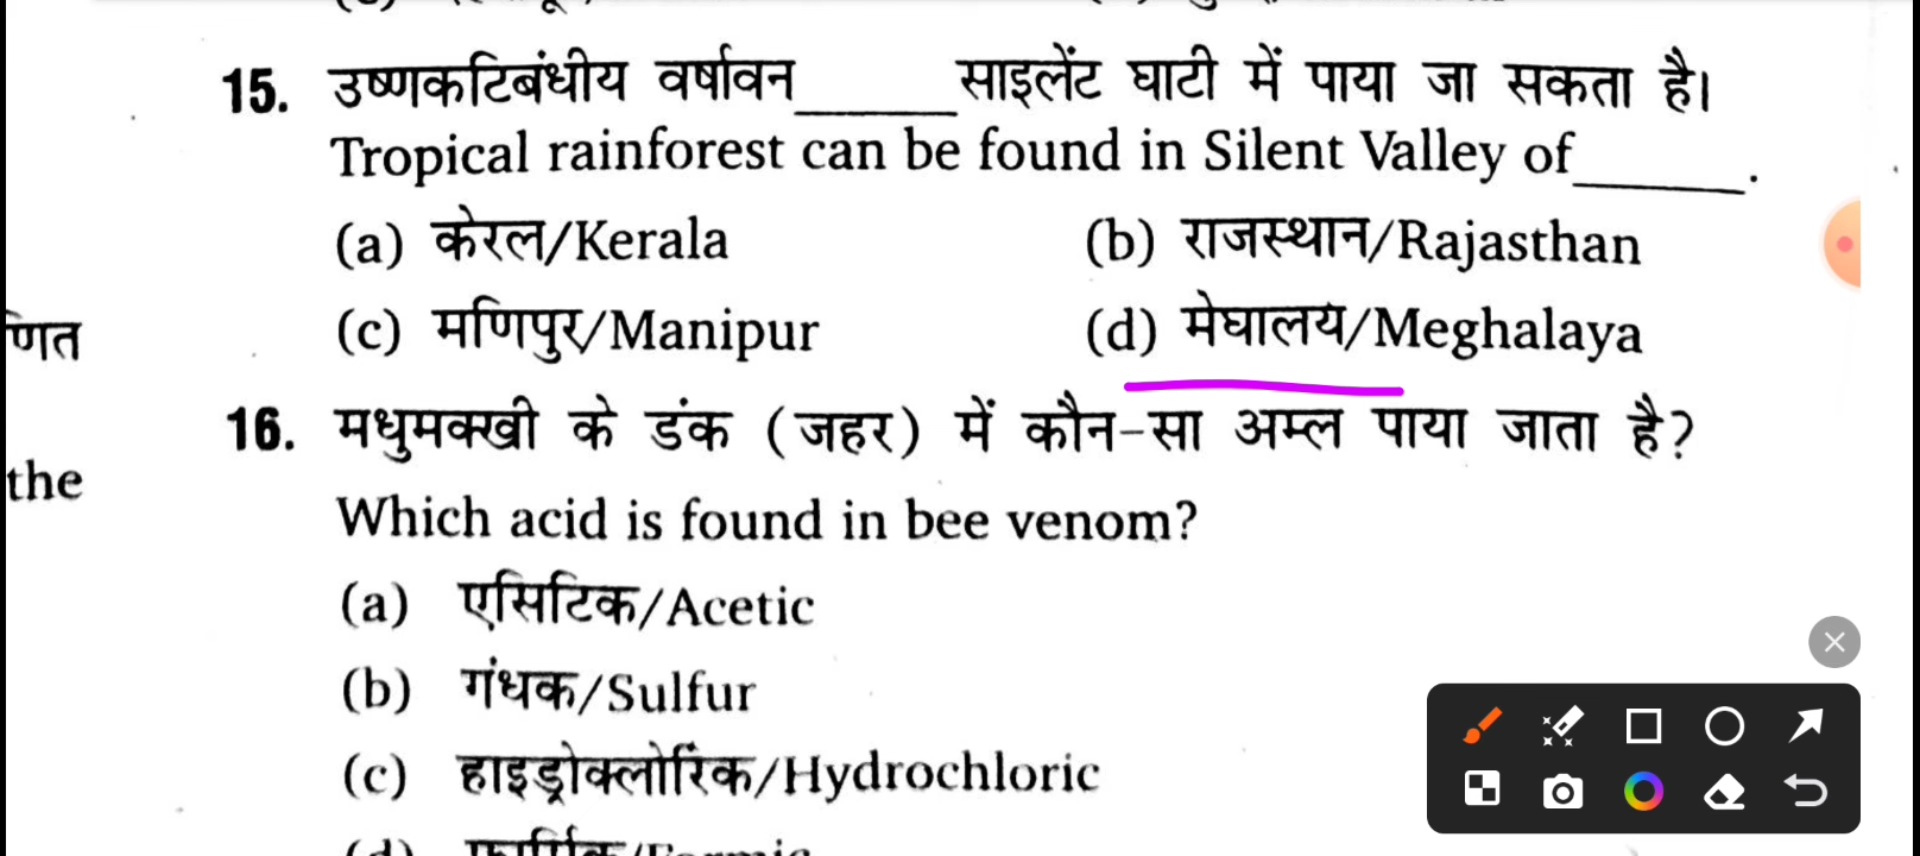 15. उष्णकटिबंधीय वर्षावन______साइलेंट घाटी में पाया जा सकता है।
Tropical rainforest can be found in Silent Valley of______.
(a) केरल/Kerala (b) राजस्थान/Rajasthan
(c) मणिपुर/Manipur (d) मेघालय/Meghalaya
णित
16. मधुमक्खी के डंक (जहर) में कौन-सा अम्ल पाया जाता है?
the
Which acid is found in bee venom?
(a) एसिटिक/Acetic
(b) गंधक/Sulfur
(c) हाइड्रोक्लोरिक/Hydrochloric
(d) फार्मिक/Formic